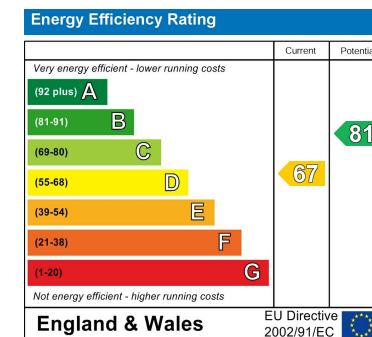 Energy Efficiency Rating
Current Potentia
Very energy efficient - lower running costs
(92 plus) A
(81-91) B
81
(69-80) C
(55-68) D
67
(39-54) E
(21-38) F
(1-20) G
Not energy efficient - higher running costs
England & Wales
EU Directive
2002/91/EC